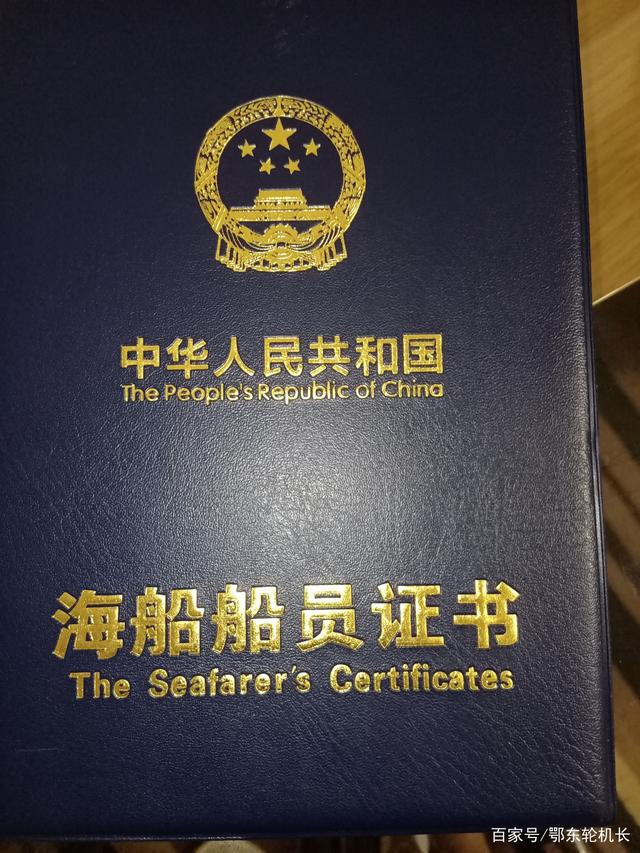 中华人民共和国
The People's Republic of China
海船船员证书
The Seafarer's Certificates
百家号/鄂东轮机长